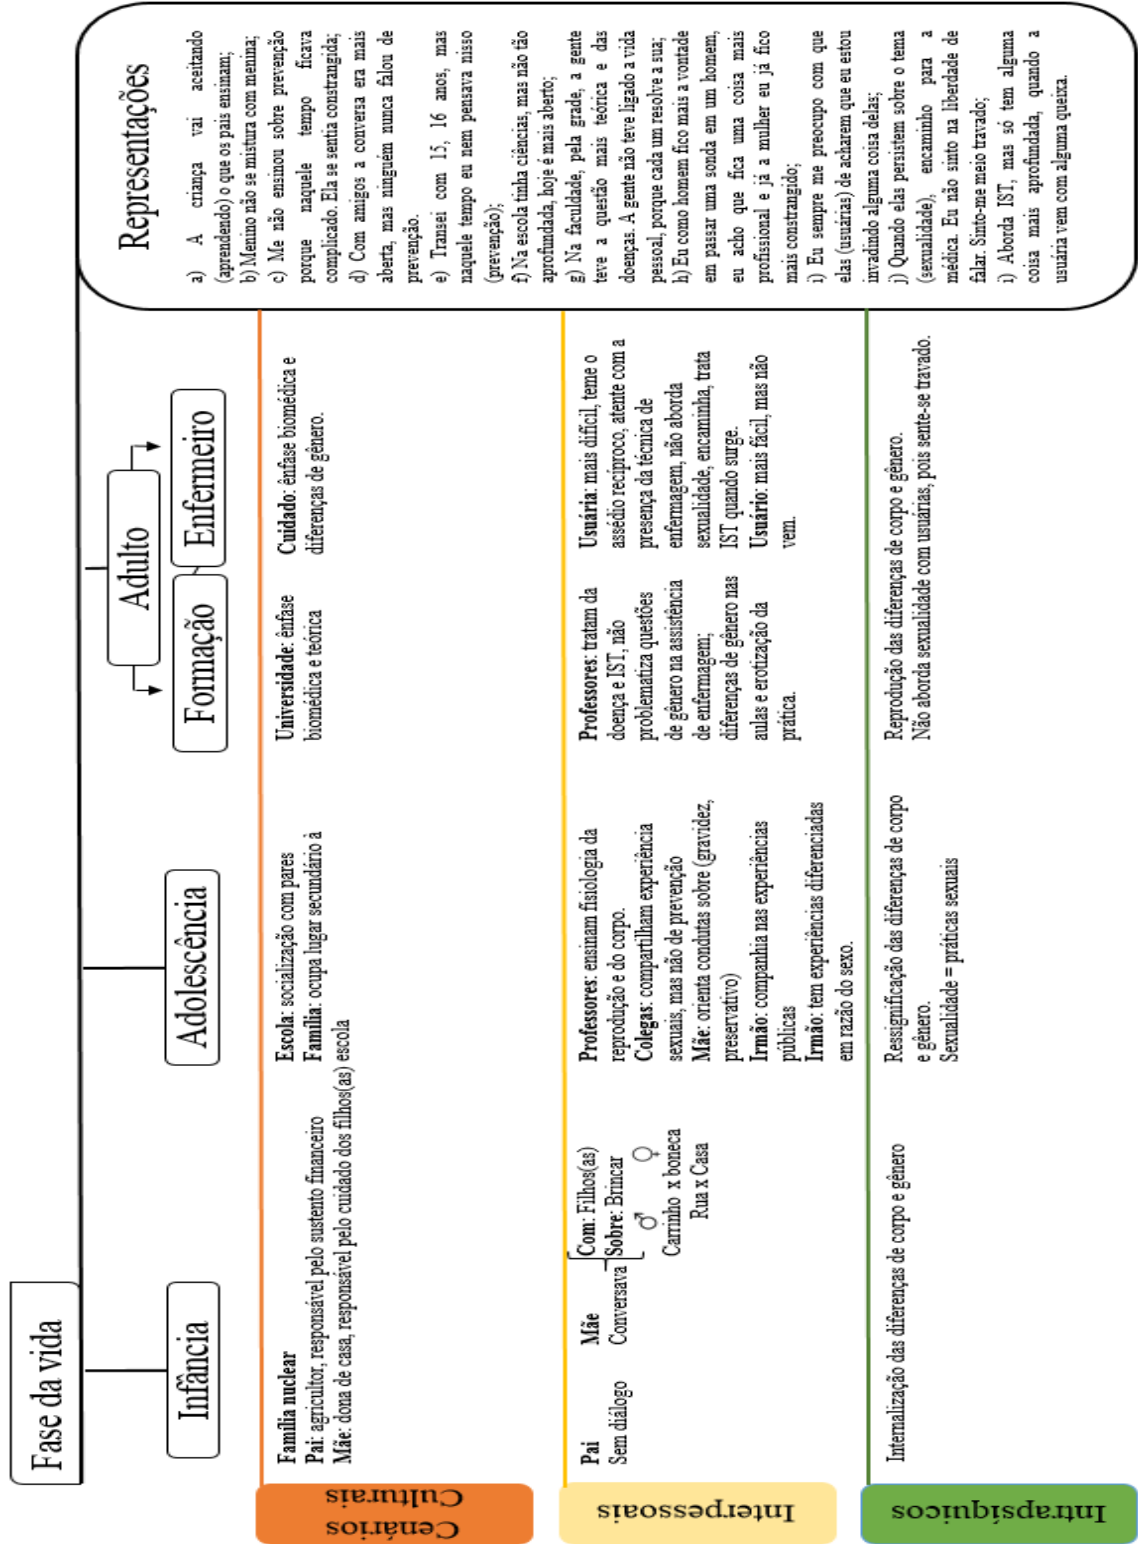 Fase da vida
Infância
Adolescência
Adulto
Formação
Enfermeiro
Representações
Cenários
Culturais
Família nuclear
Pai: agricultor, responsável pelo sustento financeiro
Mãe: dona de casa, responsável pelo cuidado dos filhos(as)
Escola: socialização com pares
Família: ocupa lugar secundário à
escola
Universidade: ênfase
biomédica e teórica
Cuidado: ênfase biomédica e
diferenças de gênero.
Interpessoais
Pai
Sem diálogo
Mãe
Conversava
Com: Filhos(as)
Sobre: Brincar
♂ ♀
Carrinho x boneca
Rua x Casa
Professores: ensinam fisiologia da
reprodução e do corpo.
Colegas: compartilham experiência
sexuais, mas não de prevenção
Mãe: orienta condutas sobre (gravidez,
preservativo)
Irmão: companhia nas experiências
públicas
Irmão: tem experiências diferenciadas
em razão do sexo.
Professores: tratam da
doença e IST, não
problematiza questões
de gênero na assistência
de enfermagem;
diferenças de gênero nas
aulas e erotização da
prática.
Usuária: mais difícil, teme o
assédio recíproco, atente com a
presença da técnica de
enfermagem, não aborda
sexualidade, encaminha, trata
IST quando surge.
Usuário: mais fácil, mas não
vem.
Intrapsíquicos
Internalização das diferenças de corpo e gênero
Ressignificação das diferenças de corpo
e gênero.
Sexualidade = práticas sexuais
Reprodução das diferenças de corpo e gênero.
Não aborda sexualidade com usuárias, pois sente-se travado.
a) A criança vai aceitando
(aprendendo) o que os pais ensinam;
b) Menino não se mistura com menina;
c) Me não ensinou sobre prevenção
porque naquele tempo ficava
complicado. Ela se sentia constrangida;
d) Com amigos a conversa era mais
aberta, mas ninguém nunca falou de
prevenção.
e) Transei com 15, 16 anos, mas
naquele tempo eu nem pensava nisso
(prevenção);
f) Na escola tinha ciências, mas não tão
aprofundada, hoje é mais aberto;
g) Na faculdade, pela grade, a gente
teve a questão mais teórica e das
doenças. A gente não teve ligado a vida
pessoal, porque cada um resolve a sua;
h) Eu como homem fico mais a vontade
em passar uma sonda em um homem,
eu acho que fica uma coisa mais
profissional e já a mulher eu já fico
mais constrangido;
i) Eu sempre me preocupo com que
elas (usuárias) de acharem que eu estou
invadindo alguma coisa delas;
j) Quando elas persistem sobre o tema
(sexualidade), encaminho para a
médica. Eu não sinto na liberdade de
falar. Sinto-me meio travado;
i) Aborda IST, mas só tem alguma
coisa mais aprofundada, quando a
usuária vem com alguma queixa.